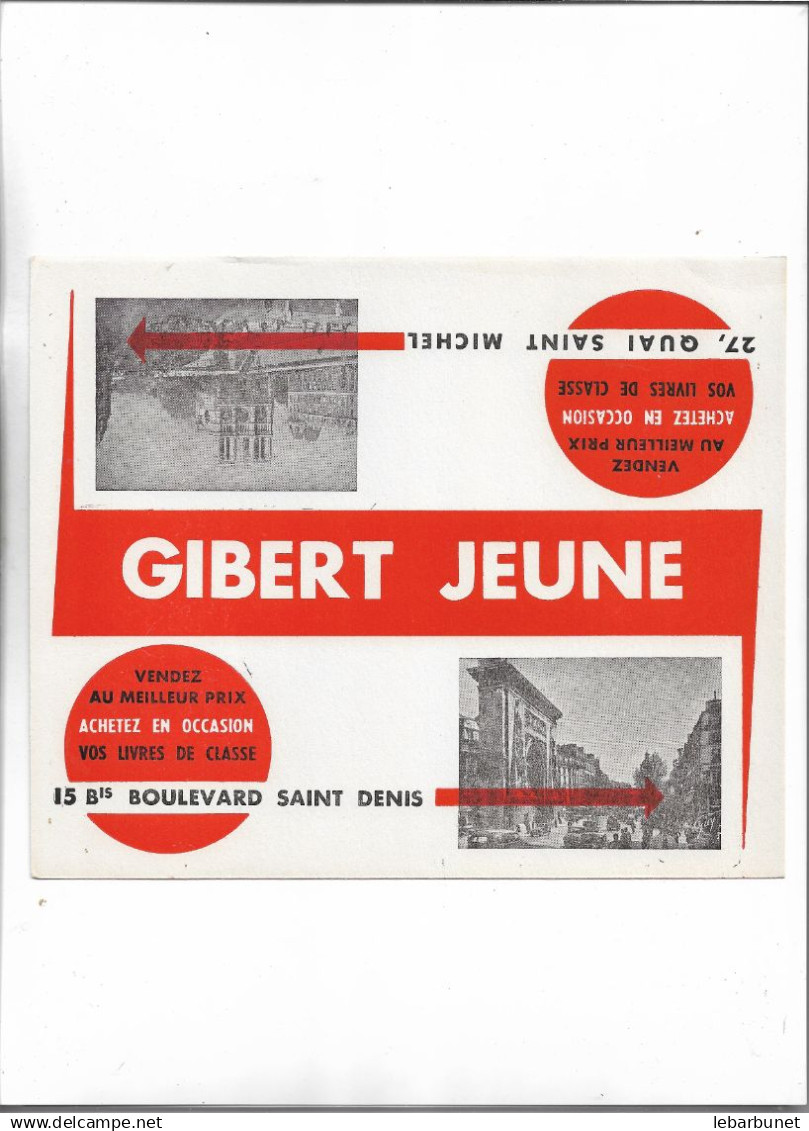 27, QUAI SAINT MICHEL
VENDEZ
AU MEILLEUR PRIX
ACHETEZ EN OCCASION
VOS LIVRES DE CLASSE
GIBERT JEUNE
VENDEZ
AU MEILLEUR PRIX
ACHETEZ EN OCCASION
VOS LIVRES DE CLASSE
15 BIS BOULEVARD SAINT DENIS
www.delcampe.net
lebarbunet